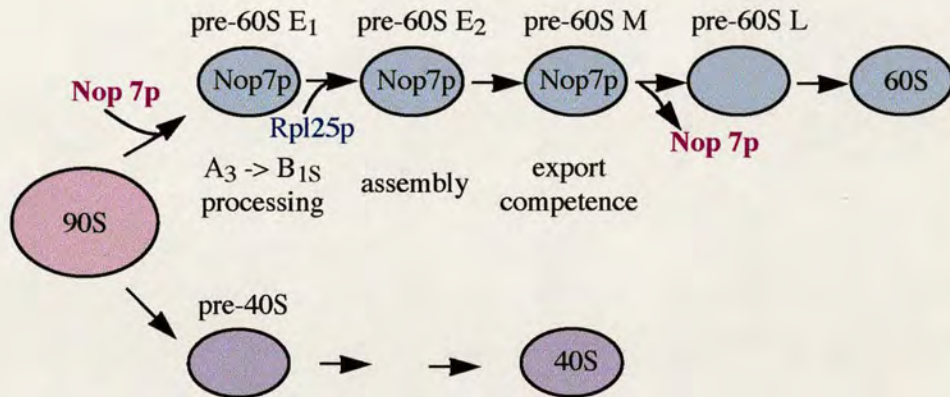 pre-60S E1 pre-60S E2 pre-60S M pre-60S L
Nop 7p Nop7p Nop7p Nop7p 60S
Rpl25p Nop 7p
A3 -> B1S processing
assembly
export competence
90S
pre-40S
40S